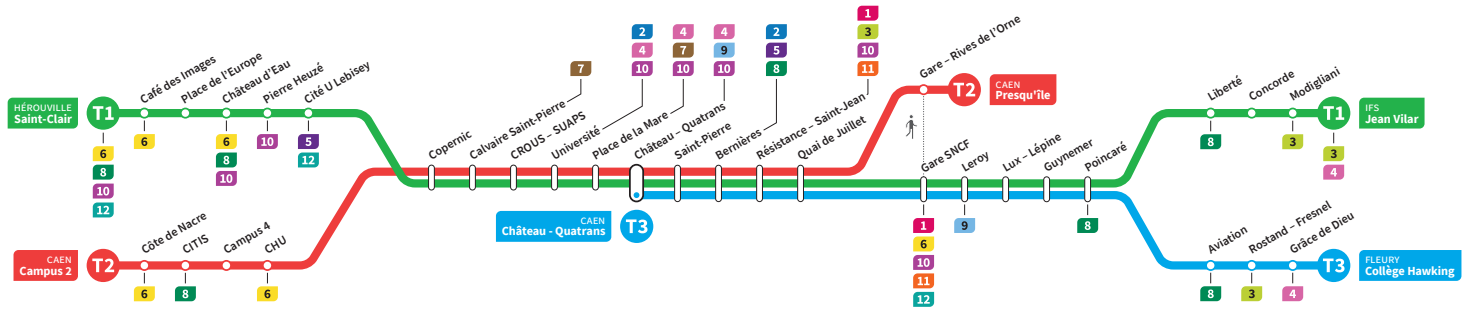 HÉROUVILLE
Saint-Clair
T1
6
8
10
12
Café des Images
6
Place de l'Europe
Château d'Eau
6
8
10
Pierre Heuzé
10
Cité U Lebisey
5
12
CAEN
Campus 2
T2
Côte de Nacre
6
CITIS
8
Campus 4
CHU
6
Copernic
Calvaire Saint-Pierre
7
CROUS – SUAPS
Université
2
4
10
Place de la Mare
4
7
10
Château – Quatrans
4
9
10
CAEN
Château - Quatrans
T3
Saint-Pierre
Bernières
2
5
8
Résistance – Saint-Jean
1
3
10
11
Quai de Juillet
Gare – Rives de l'Orne
T2
CAEN
Presqu'île
Gare SNCF
1
6
10
11
12
Leroy
9
Lux – Lépine
Guynemer
Poincaré
8
Liberté
8
Concorde
Modigliani
3
T1
3
4
IFS
Jean Vilar
Aviation
8
Rostand – Fresnel
3
Grâce de Dieu
4
T3
FLEURY
Collège Hawking